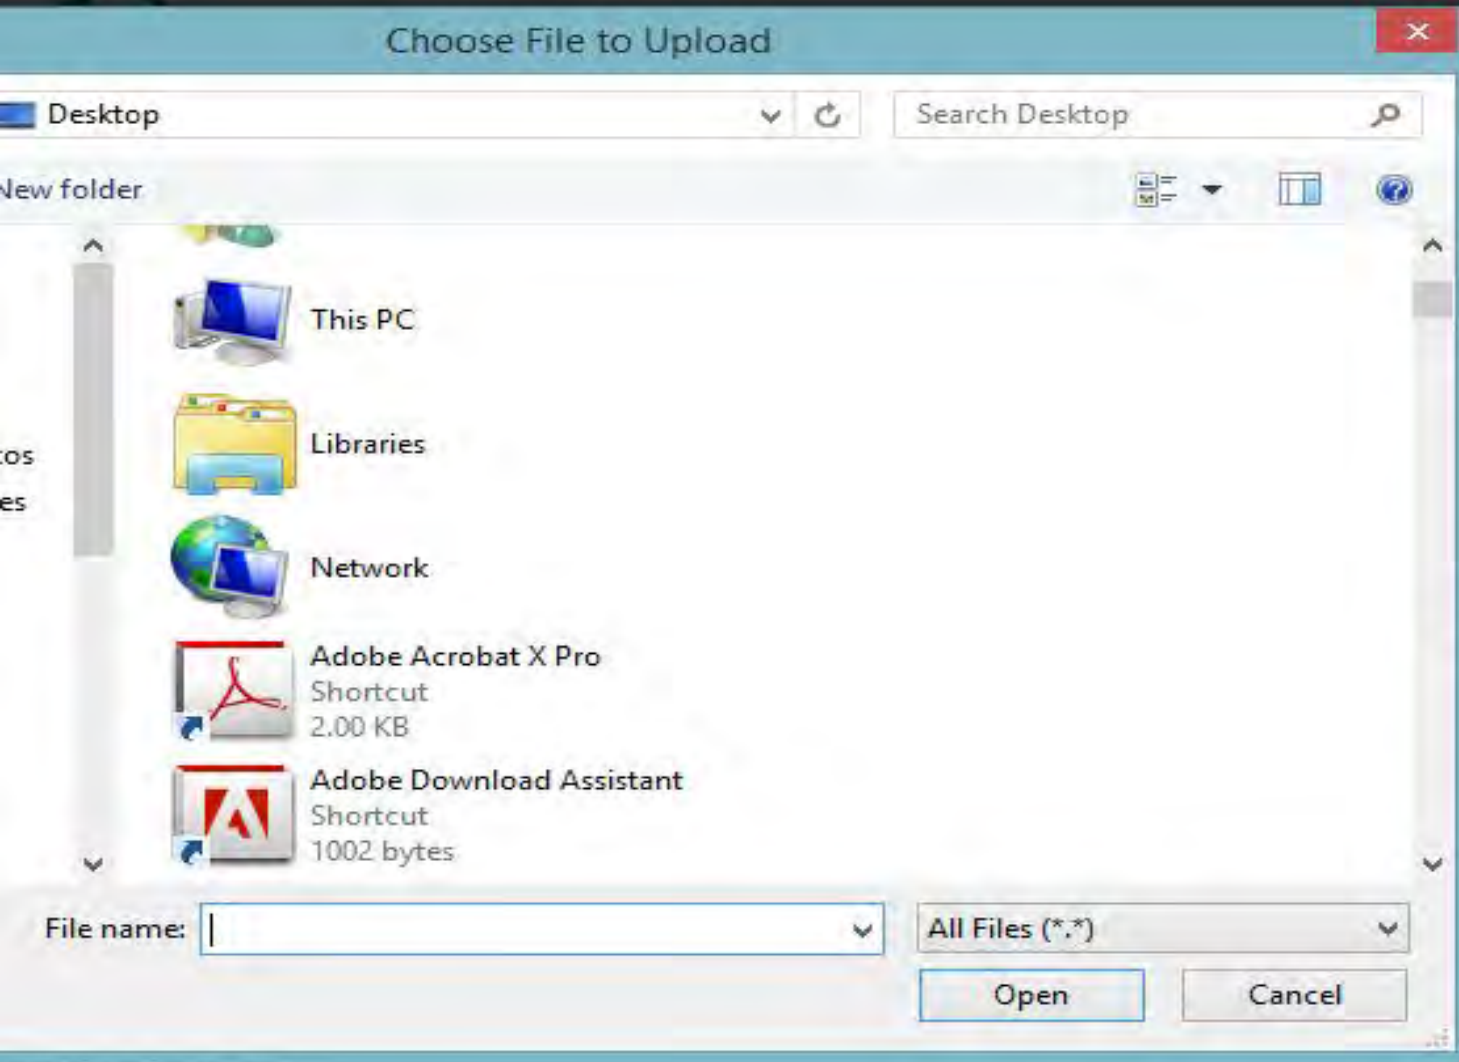 Choose File to Upload
Desktop
Search Desktop
New folder
This PC
Libraries
Network
Adobe Acrobat X Pro
Shortcut
2.00 KB
Adobe Download Assistant
Shortcut
1002 bytes
File name:
All Files (*.*)
Open
Cancel